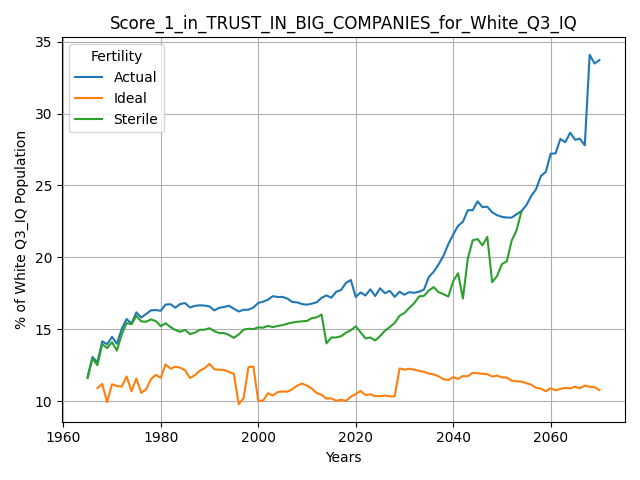 Score_1_in_TRUST_IN_BIG_COMPANIES_for_White_Q3_IQ
35
30
25
20
15
10
% of White Q3_IQ Population
Fertility
Actual
Ideal
Sterile
1960 1980 2000 2020 2040 2060
Years